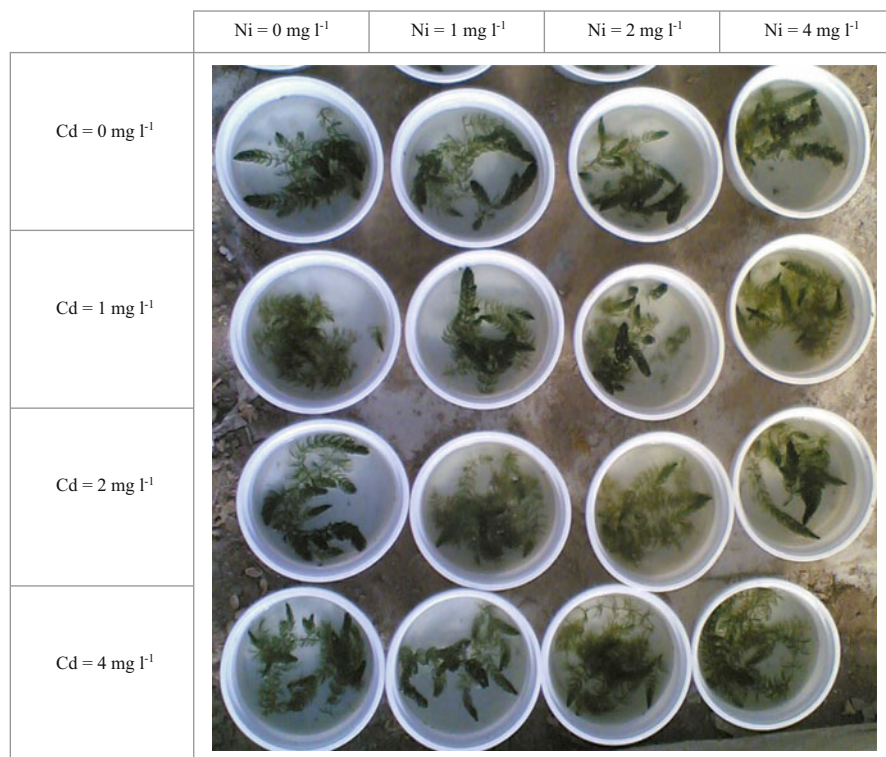 Ni = 0 mg l⁻¹ Ni = 1 mg l⁻¹ Ni = 2 mg l⁻¹ Ni = 4 mg l⁻¹
Cd = 0 mg l⁻¹
Cd = 1 mg l⁻¹
Cd = 2 mg l⁻¹
Cd = 4 mg l⁻¹